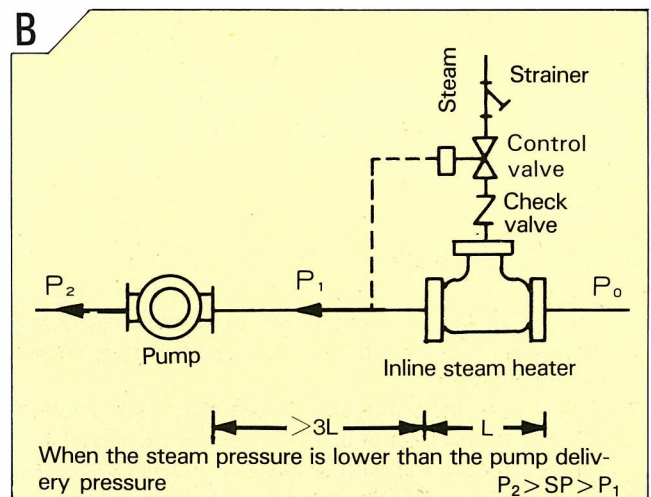 B
Steam
Strainer
Control
valve
Check
valve
P₂
P₁
P₀
Pump
Inline steam heater
>3L
L
When the steam pressure is lower than the pump deliv-
ery pressure P₂ > SP > P₁